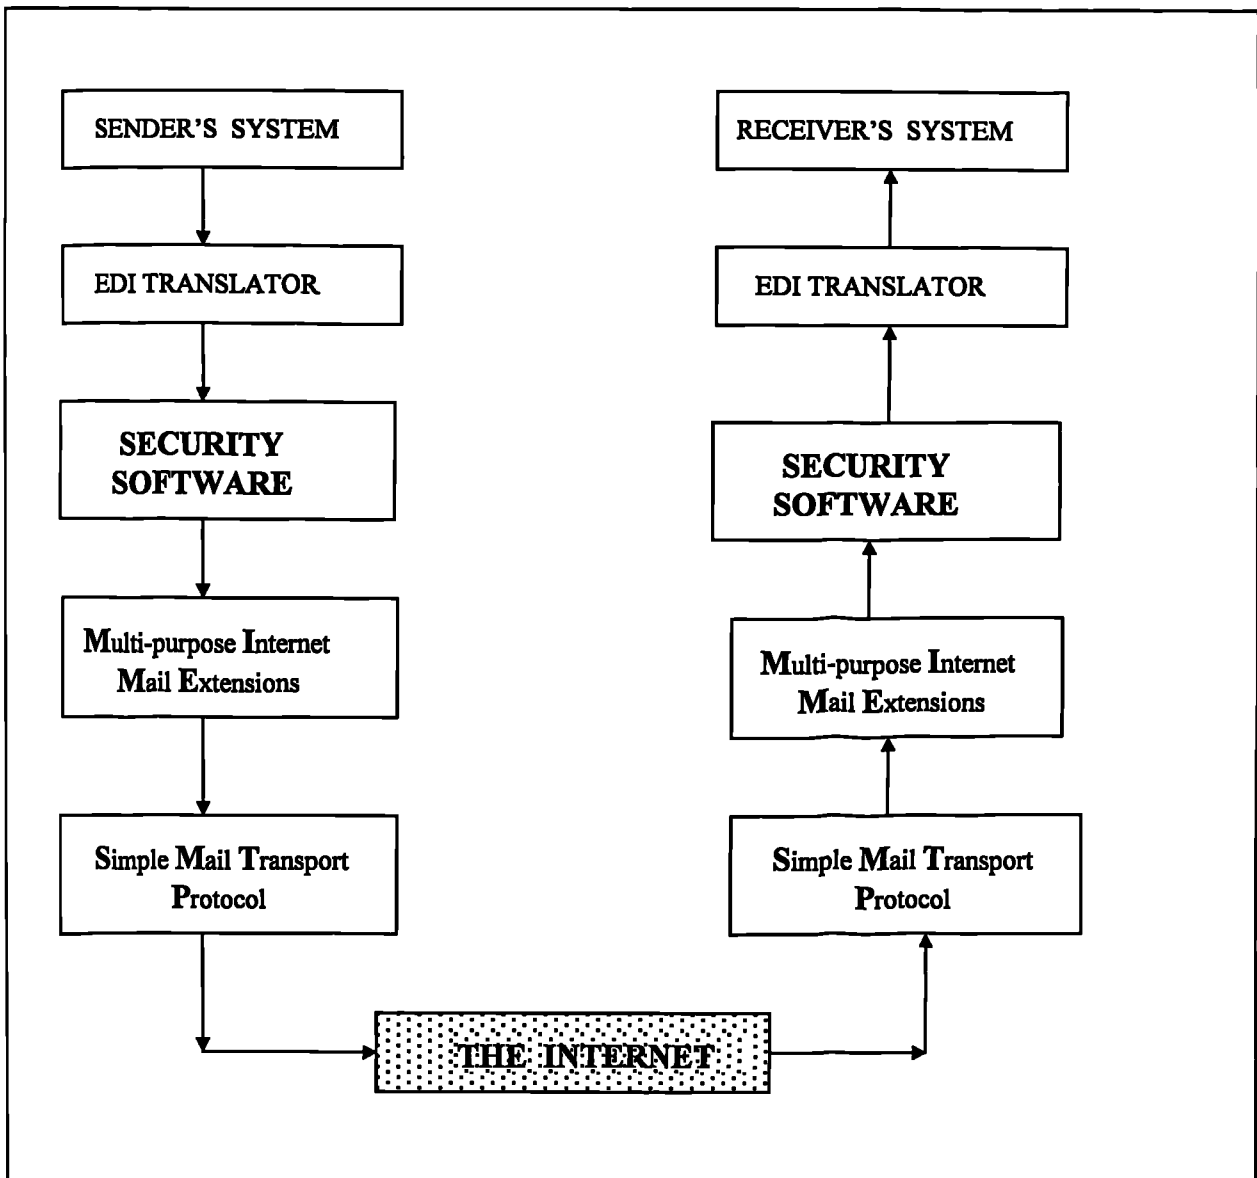 SENDER'S SYSTEM
EDI TRANSLATOR
SECURITY
SOFTWARE
Multi-purpose Internet
Mail Extensions
Simple Mail Transport
Protocol
THE INTERNET
RECEIVER'S SYSTEM
EDI TRANSLATOR
SECURITY
SOFTWARE
Multi-purpose Internet
Mail Extensions
Simple Mail Transport
Protocol